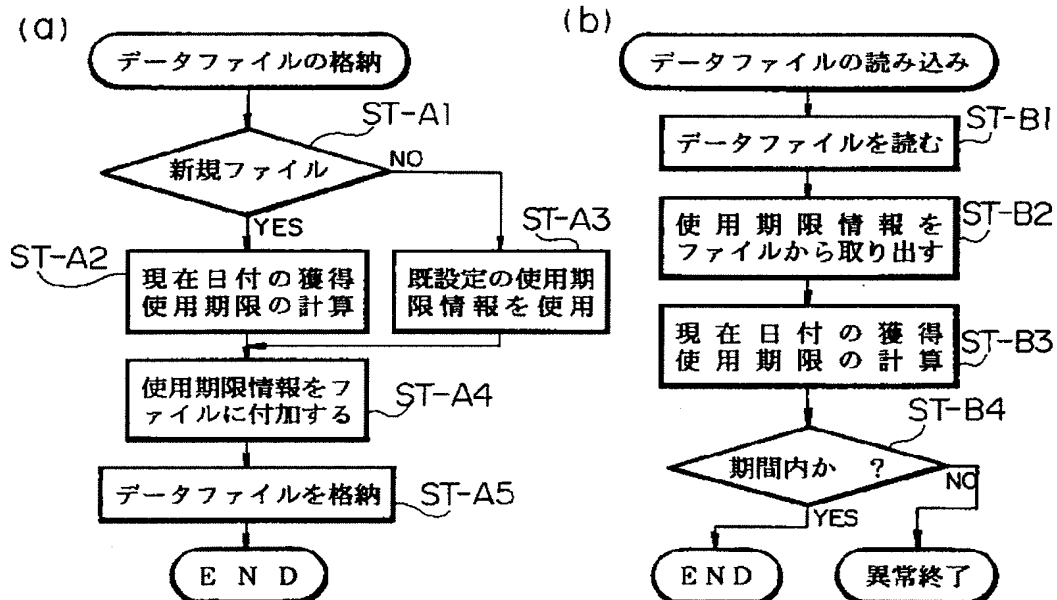 (a)
データファイルの格納
ST-A1
新規ファイル
NO
YES
ST-A2
現在日付の獲得
使用期限の計算
ST-A3
既設定の使用期
限情報を使用
使用期限情報をフ
ァイルに付加する
ST-A4
データファイルを格納
ST-A5
E N D
(b)
データファイルの読み込み
ST-B1
データファイルを読む
ST-B2
使用期限情報を
ファイルから取り出す
現在日付の獲得
使用期限の計算
ST-B3
ST-B4
期間内か ?
NO
YES
END
異常終了